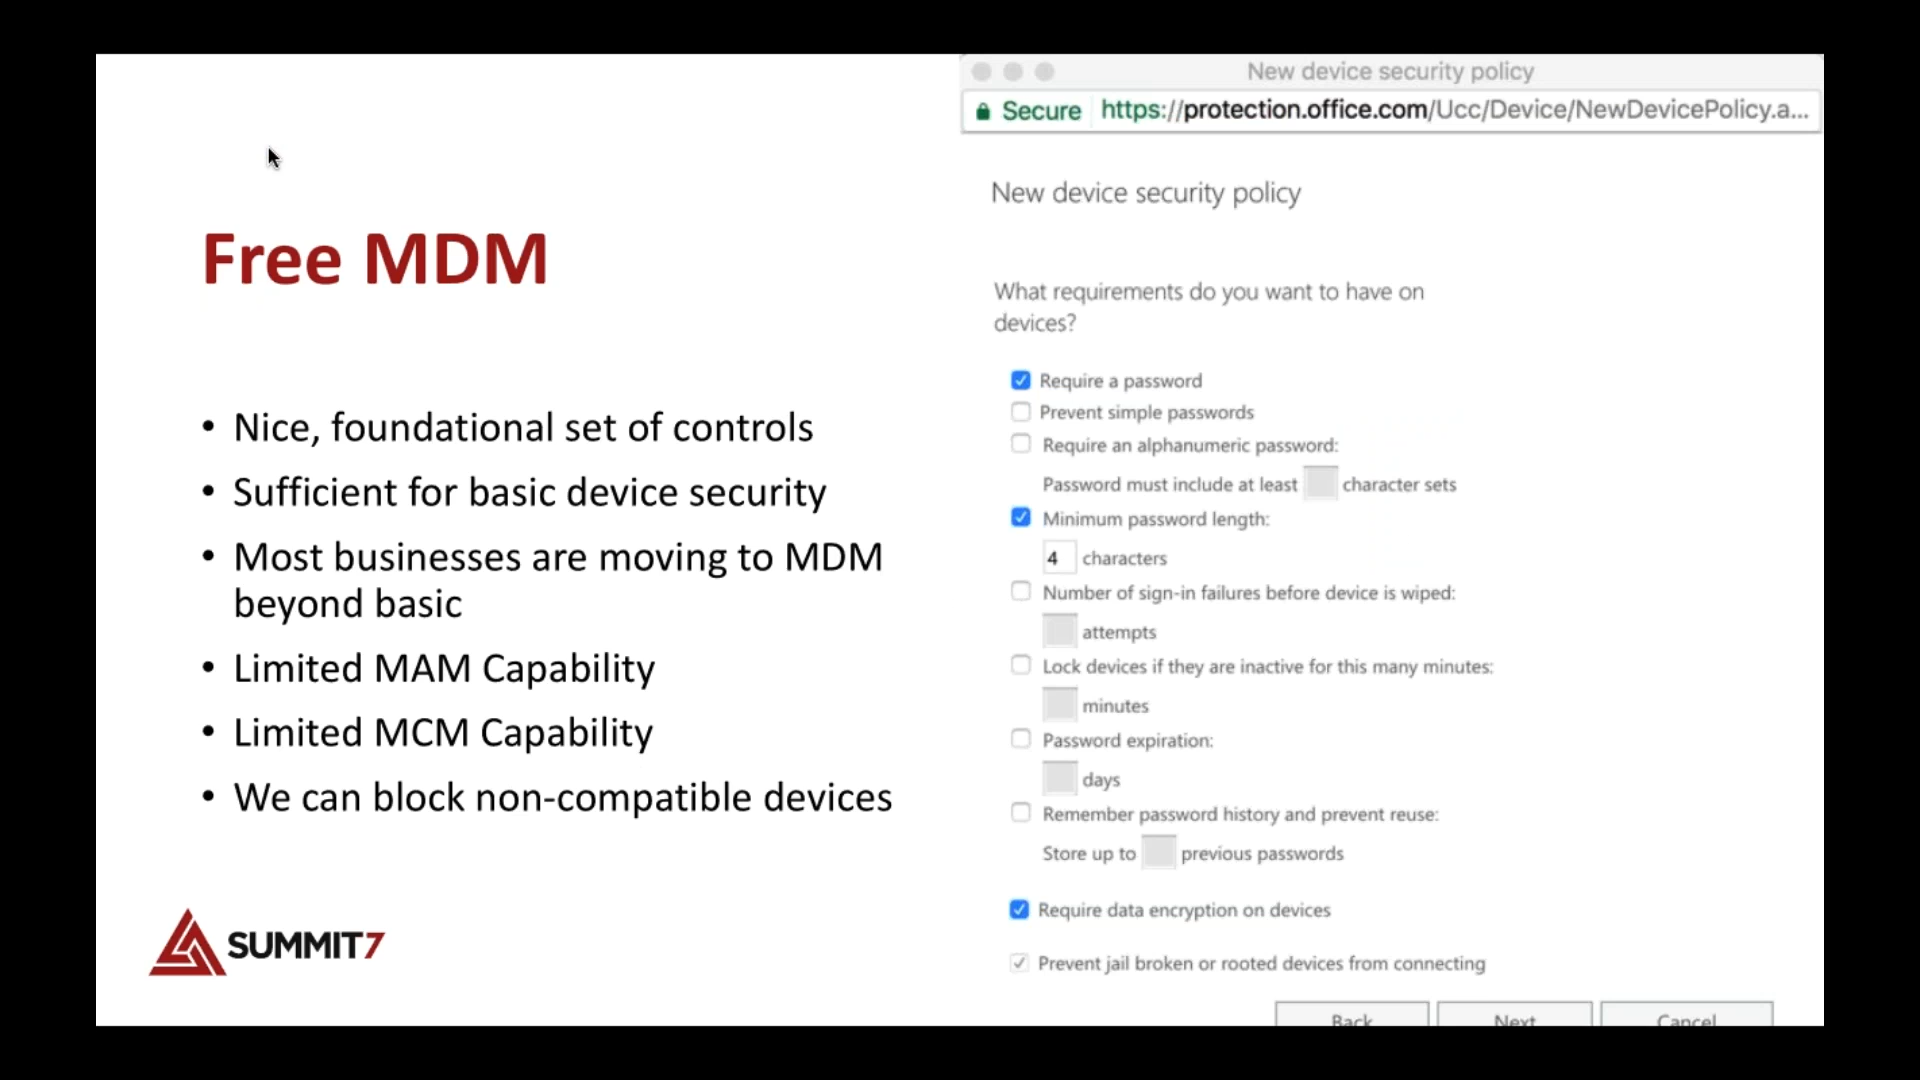 Free MDM
• Nice, foundational set of controls
• Sufficient for basic device security
• Most businesses are moving to MDM
beyond basic
• Limited MAM Capability
• Limited MCM Capability
• We can block non-compatible devices
SUMMIT7
New device security policy
Secure https://protection.office.com/Ucc/Device/NewDevicePolicy.a...
New device security policy
What requirements do you want to have on
devices?
Require a password
Prevent simple passwords
Require an alphanumeric password:
Password must include at least character sets
Minimum password length:
4 characters
Number of sign-in failures before device is wiped:
attempts
Lock devices if they are inactive for this many minutes:
minutes
Password expiration:
days
Remember password history and prevent reuse:
Store up to previous passwords
Require data encryption on devices
Prevent jail broken or rooted devices from connecting
Back Next Cancel